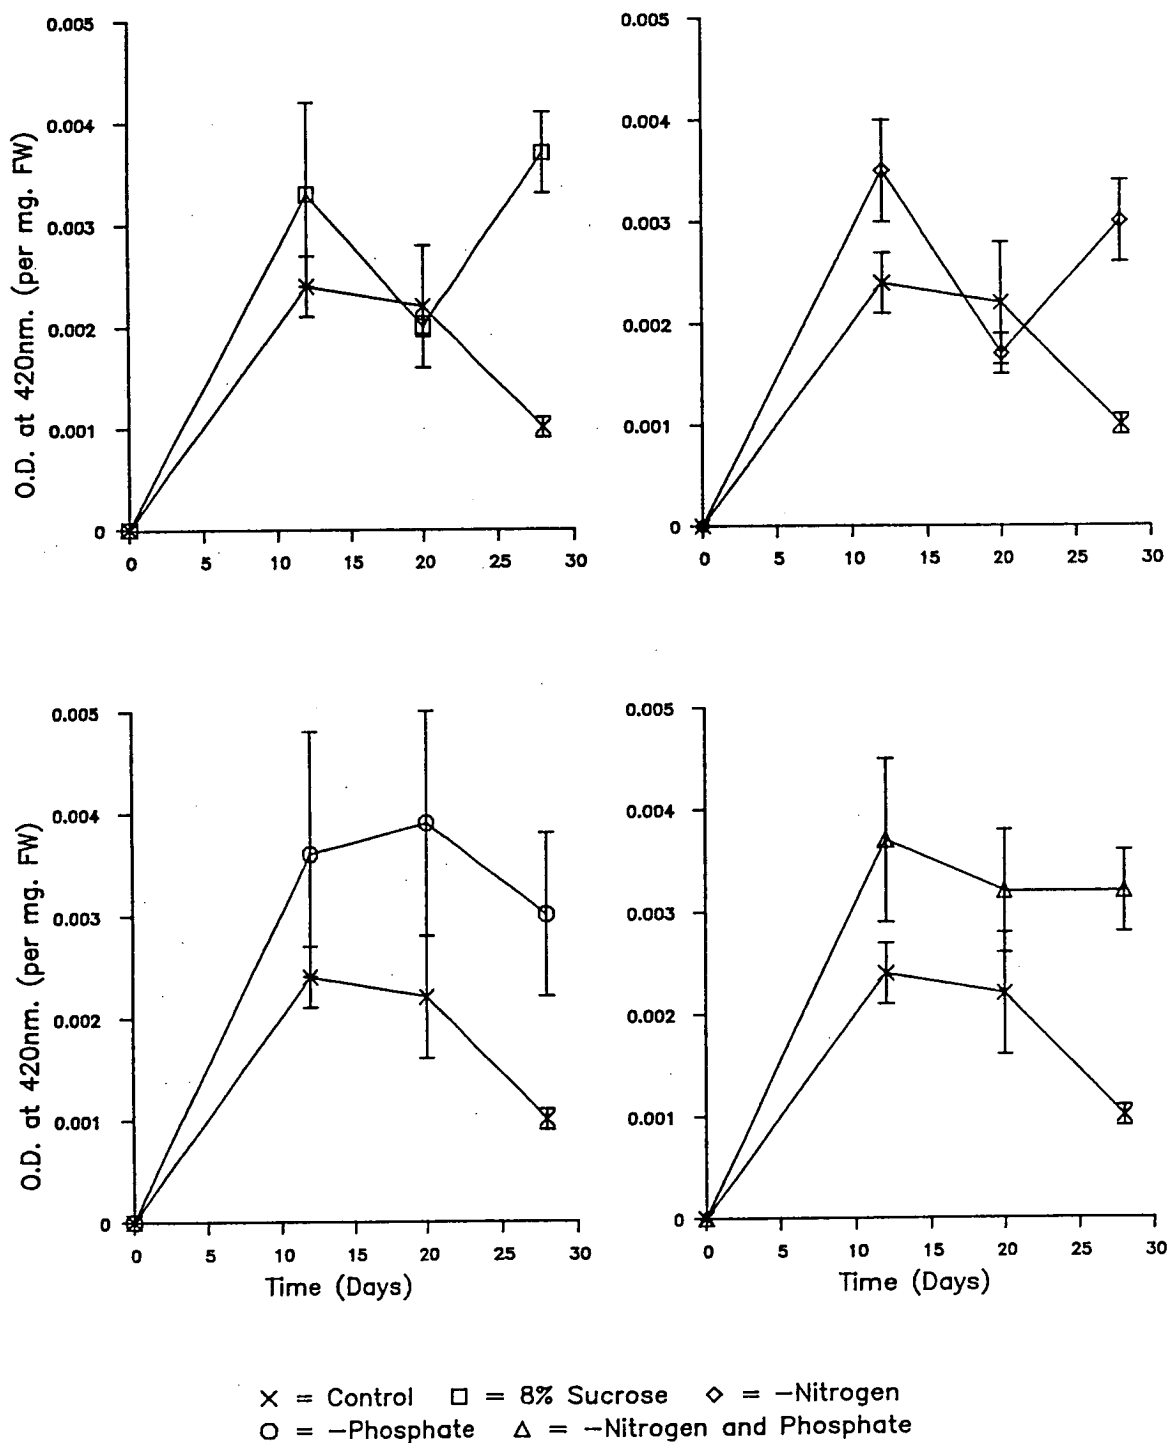 0.005
0.004
0.003
0.002
0.001
0
O.D. at 420nm. (per mg. FW)
0 5 10 15 20 25 30
0.005
0.004
0.003
0.002
0.001
0
0 5 10 15 20 25 30
0.005
0.004
0.003
0.002
0.001
0
O.D. at 420nm. (per mg. FW)
0 5 10 15 20 25 30
Time (Days)
0.005
0.004
0.003
0.002
0.001
0
0 5 10 15 20 25 30
Time (Days)
× = Control □ = 8% Sucrose ◇ = −Nitrogen
○ = −Phosphate △ = −Nitrogen and Phosphate